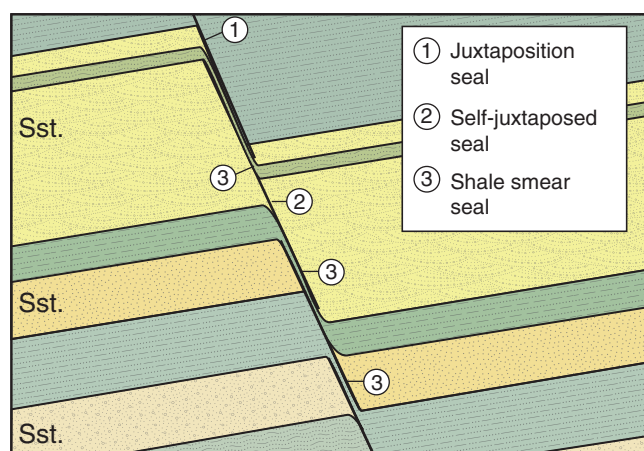 1
Sst.
3
2
3
Sst.
3
Sst.
1 Juxtaposition
seal
2 Self-juxtaposed
seal
3 Shale smear
seal